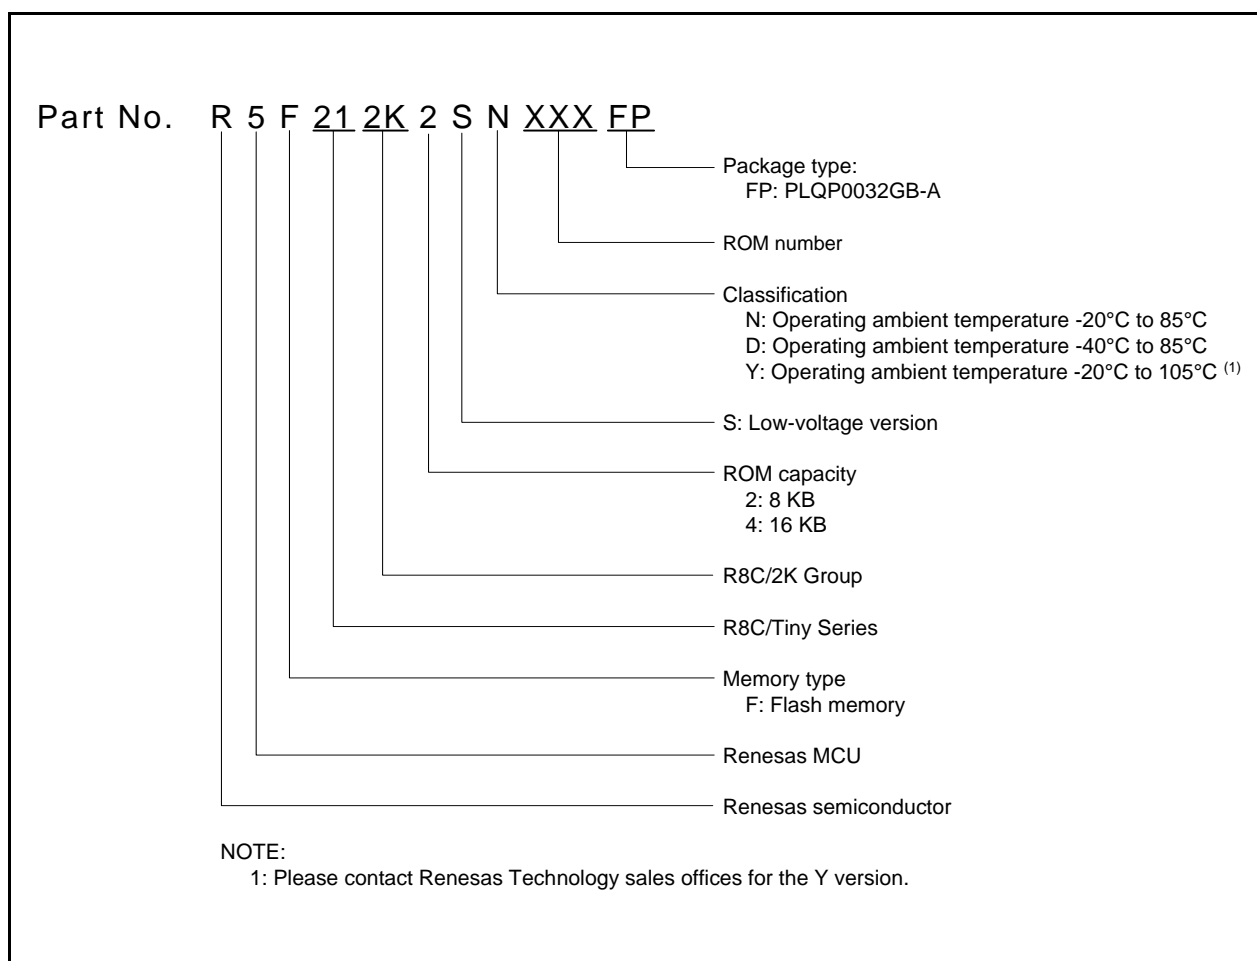 Part No. R 5 F 21 2K 2 S N XXX FP
Package type:
FP: PLQP0032GB-A
ROM number
Classification
N: Operating ambient temperature -20°C to 85°C
D: Operating ambient temperature -40°C to 85°C
Y: Operating ambient temperature -20°C to 105°C (1)
S: Low-voltage version
ROM capacity
2: 8 KB
4: 16 KB
R8C/2K Group
R8C/Tiny Series
Memory type
F: Flash memory
Renesas MCU
Renesas semiconductor
NOTE:
1: Please contact Renesas Technology sales offices for the Y version.